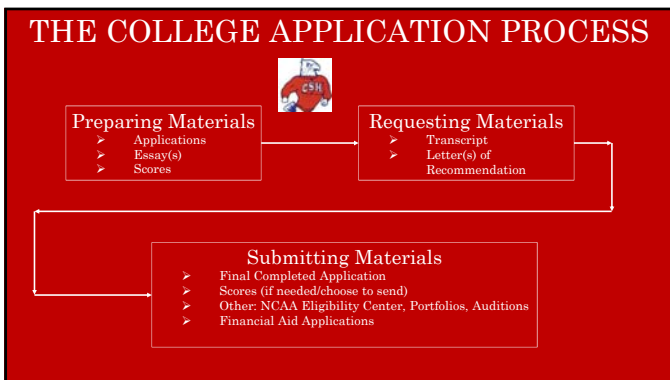 THE COLLEGE APPLICATION PROCESS
CSH
Preparing Materials
➢ Applications
➢ Essay(s)
➢ Scores
Requesting Materials
➢ Transcript
➢ Letter(s) of
Recommendation
Submitting Materials
➢ Final Completed Application
➢ Scores (if needed/choose to send)
➢ Other: NCAA Eligibility Center, Portfolios, Auditions
➢ Financial Aid Applications